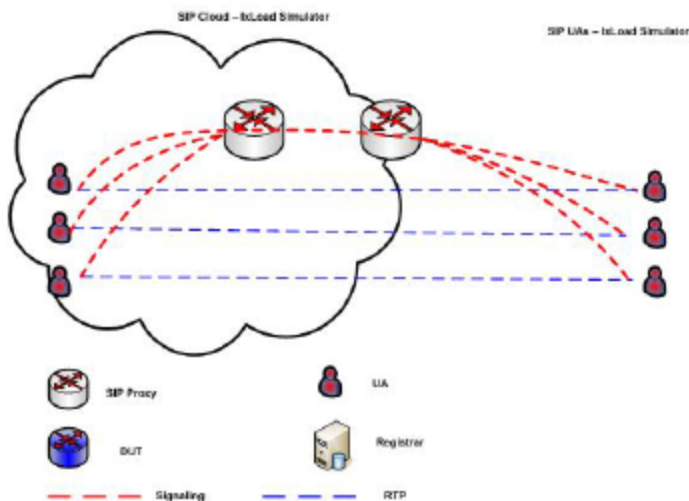 SIP Cloud – IxLoad Simulator
SIP UAs – IxLoad Simulator
SIP Proxy
UA
DUT
Registrar
Signaling
RTP